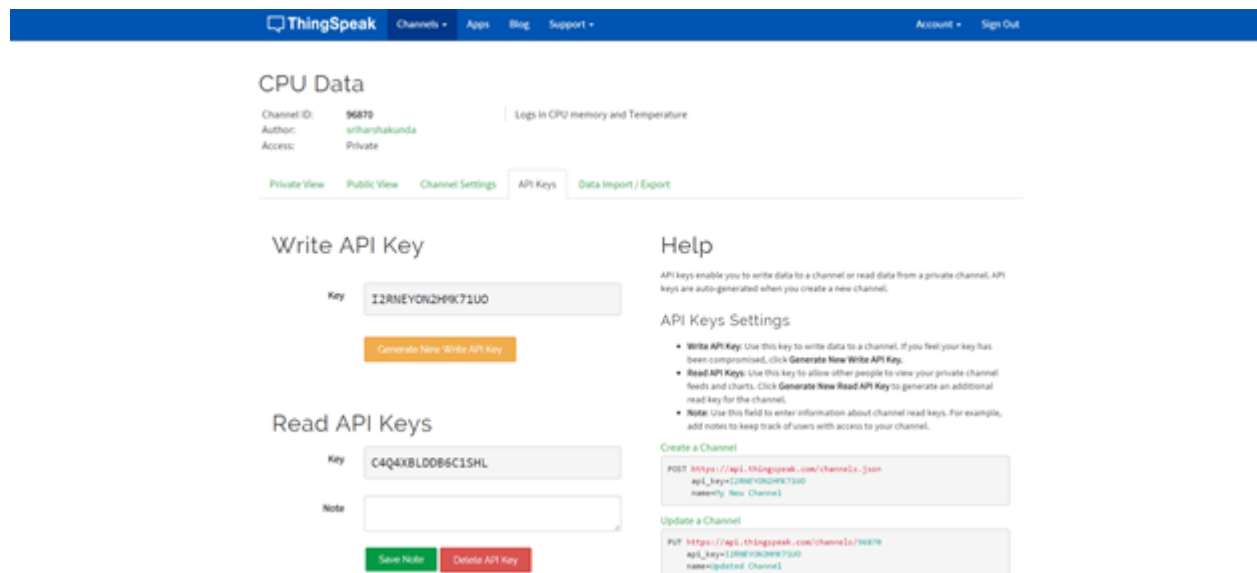 ThingSpeak Channels Apps Blog Support Account Sign Out
CPU Data
Channel ID: 96870 Logs in CPU memory and Temperature
Author: sriharshakunda
Access: Private
Private View Public View Channel Settings API Keys Data Import / Export
Write API Key
Key I2RNEYON2HMK71UO
Generate New Write API Key
Read API Keys
Key C4Q4XBLDDB6C1SHL
Note
Save Note Delete API Key
Help
API keys enable you to write data to a channel or read data from a private channel. API
keys are auto-generated when you create a new channel.
API Keys Settings
• Write API Key: Use this key to write data to a channel. If you feel your key has
been compromised, click Generate New Write API Key.
• Read API Keys: Use this key to allow other people to view your private channel
feeds and charts. Click Generate New Read API Key to generate an additional
read key for the channel.
• Note: Use this field to enter information about channel read keys. For example,
add notes to keep track of users with access to your channel.
Create a Channel
POST https://api.thingspeak.com/channels.json
api_key=I2RNEYON2HMK71UO
name=My New Channel
Update a Channel
PUT https://api.thingspeak.com/channels/96870
api_key=I2RNEYON2HMK71UO
name=Updated Channel